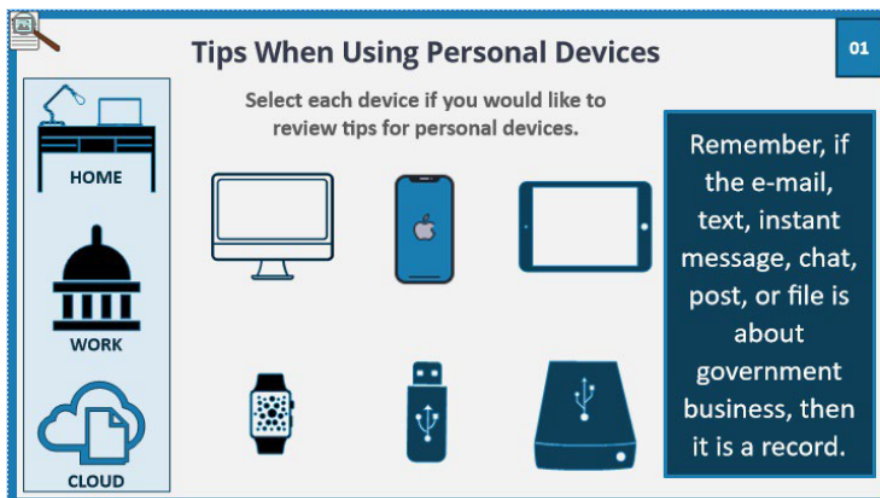 Tips When Using Personal Devices
01
Select each device if you would like to
review tips for personal devices.
HOME
WORK
CLOUD
Remember, if
the e-mail,
text, instant
message, chat,
post, or file is
about
government
business, then
it is a record.